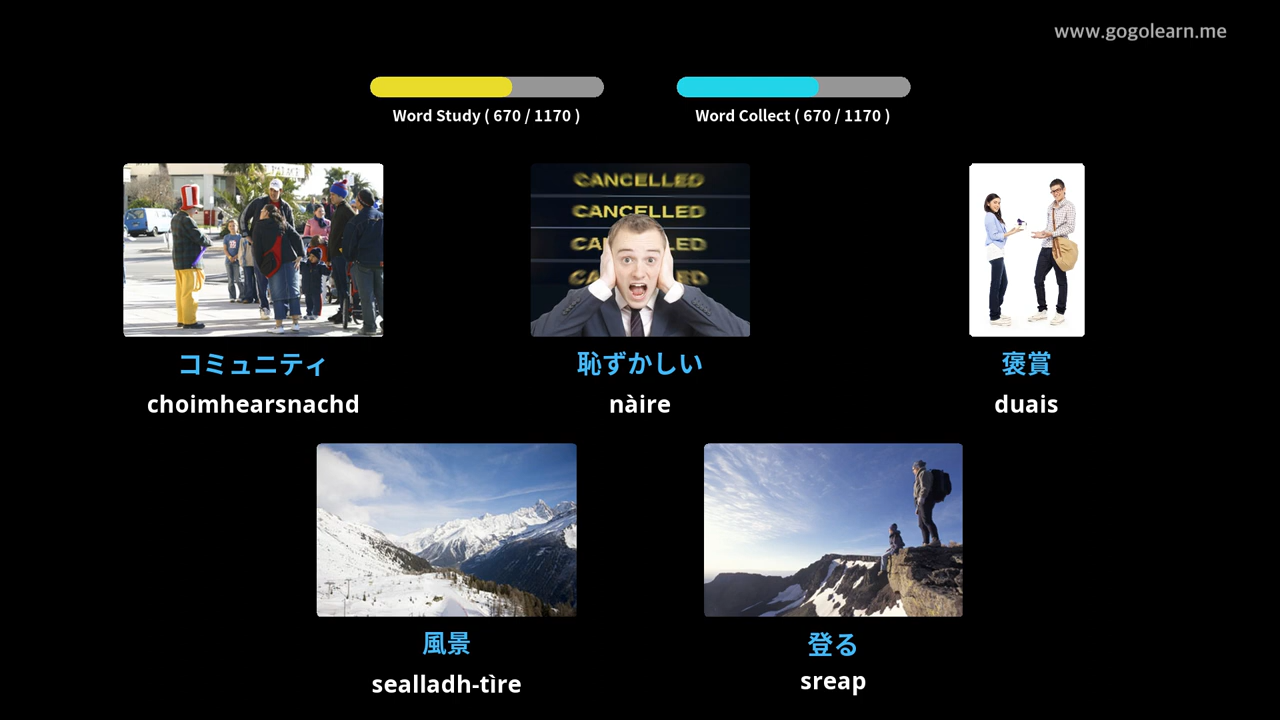 www.gogolearn.me
Word Study ( 670 / 1170 )
Word Collect ( 670 / 1170 )
CANCELLED
CANCELLED
コミュニティ
choimhearsnachd
恥ずかしい
nàire
褒賞
duais
風景
sealladh-tìre
登る
sreap